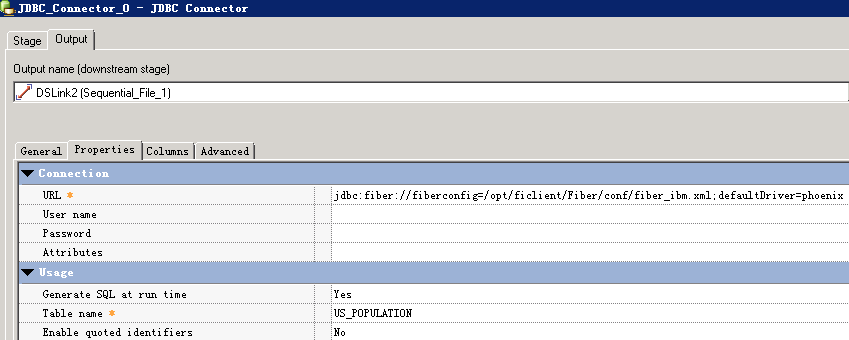 JDBC_Connector_0 - JDBC Connector
Stage Output
Output name (downstream stage)
DSLink2 (Sequential_File_1)
General Properties Columns Advanced
Connection
URL * jdbc:fiber://fiberconfig=/opt/ficlient/Fiber/conf/fiber_ibm.xml;defaultDriver=phoenix
User name
Password
Attributes
Usage
Generate SQL at run time Yes
Table name * US_POPULATION
Enable quoted identifiers No